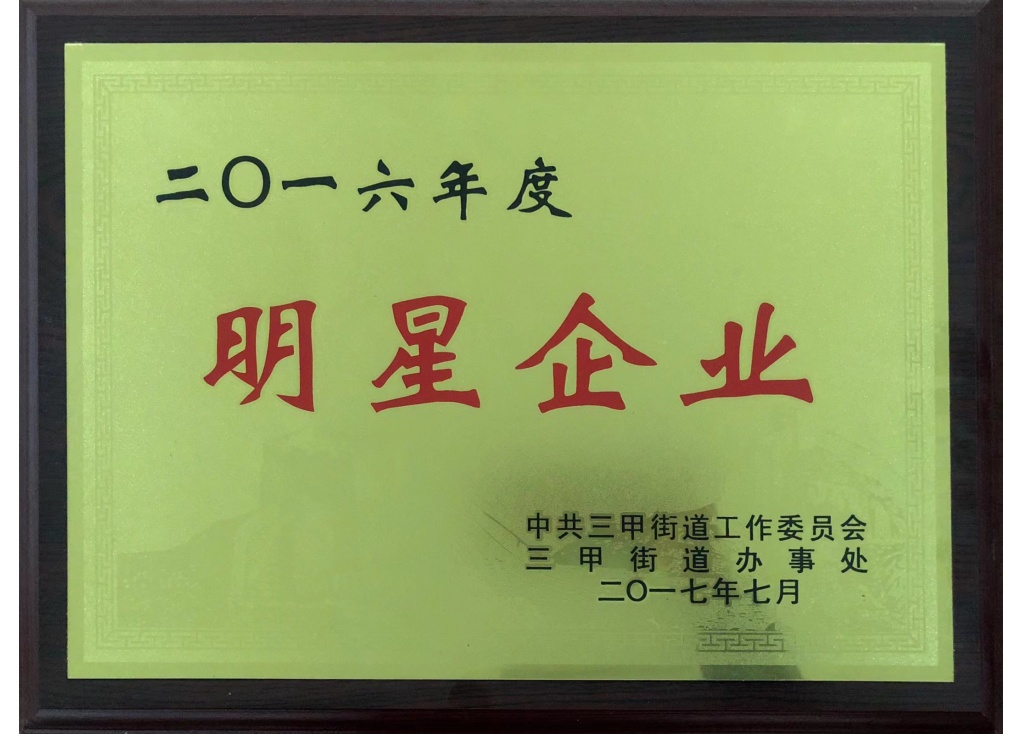 二〇一六年度
明星企业
中共三甲街道工作委员会
三甲街道办事处
二〇一七年七月